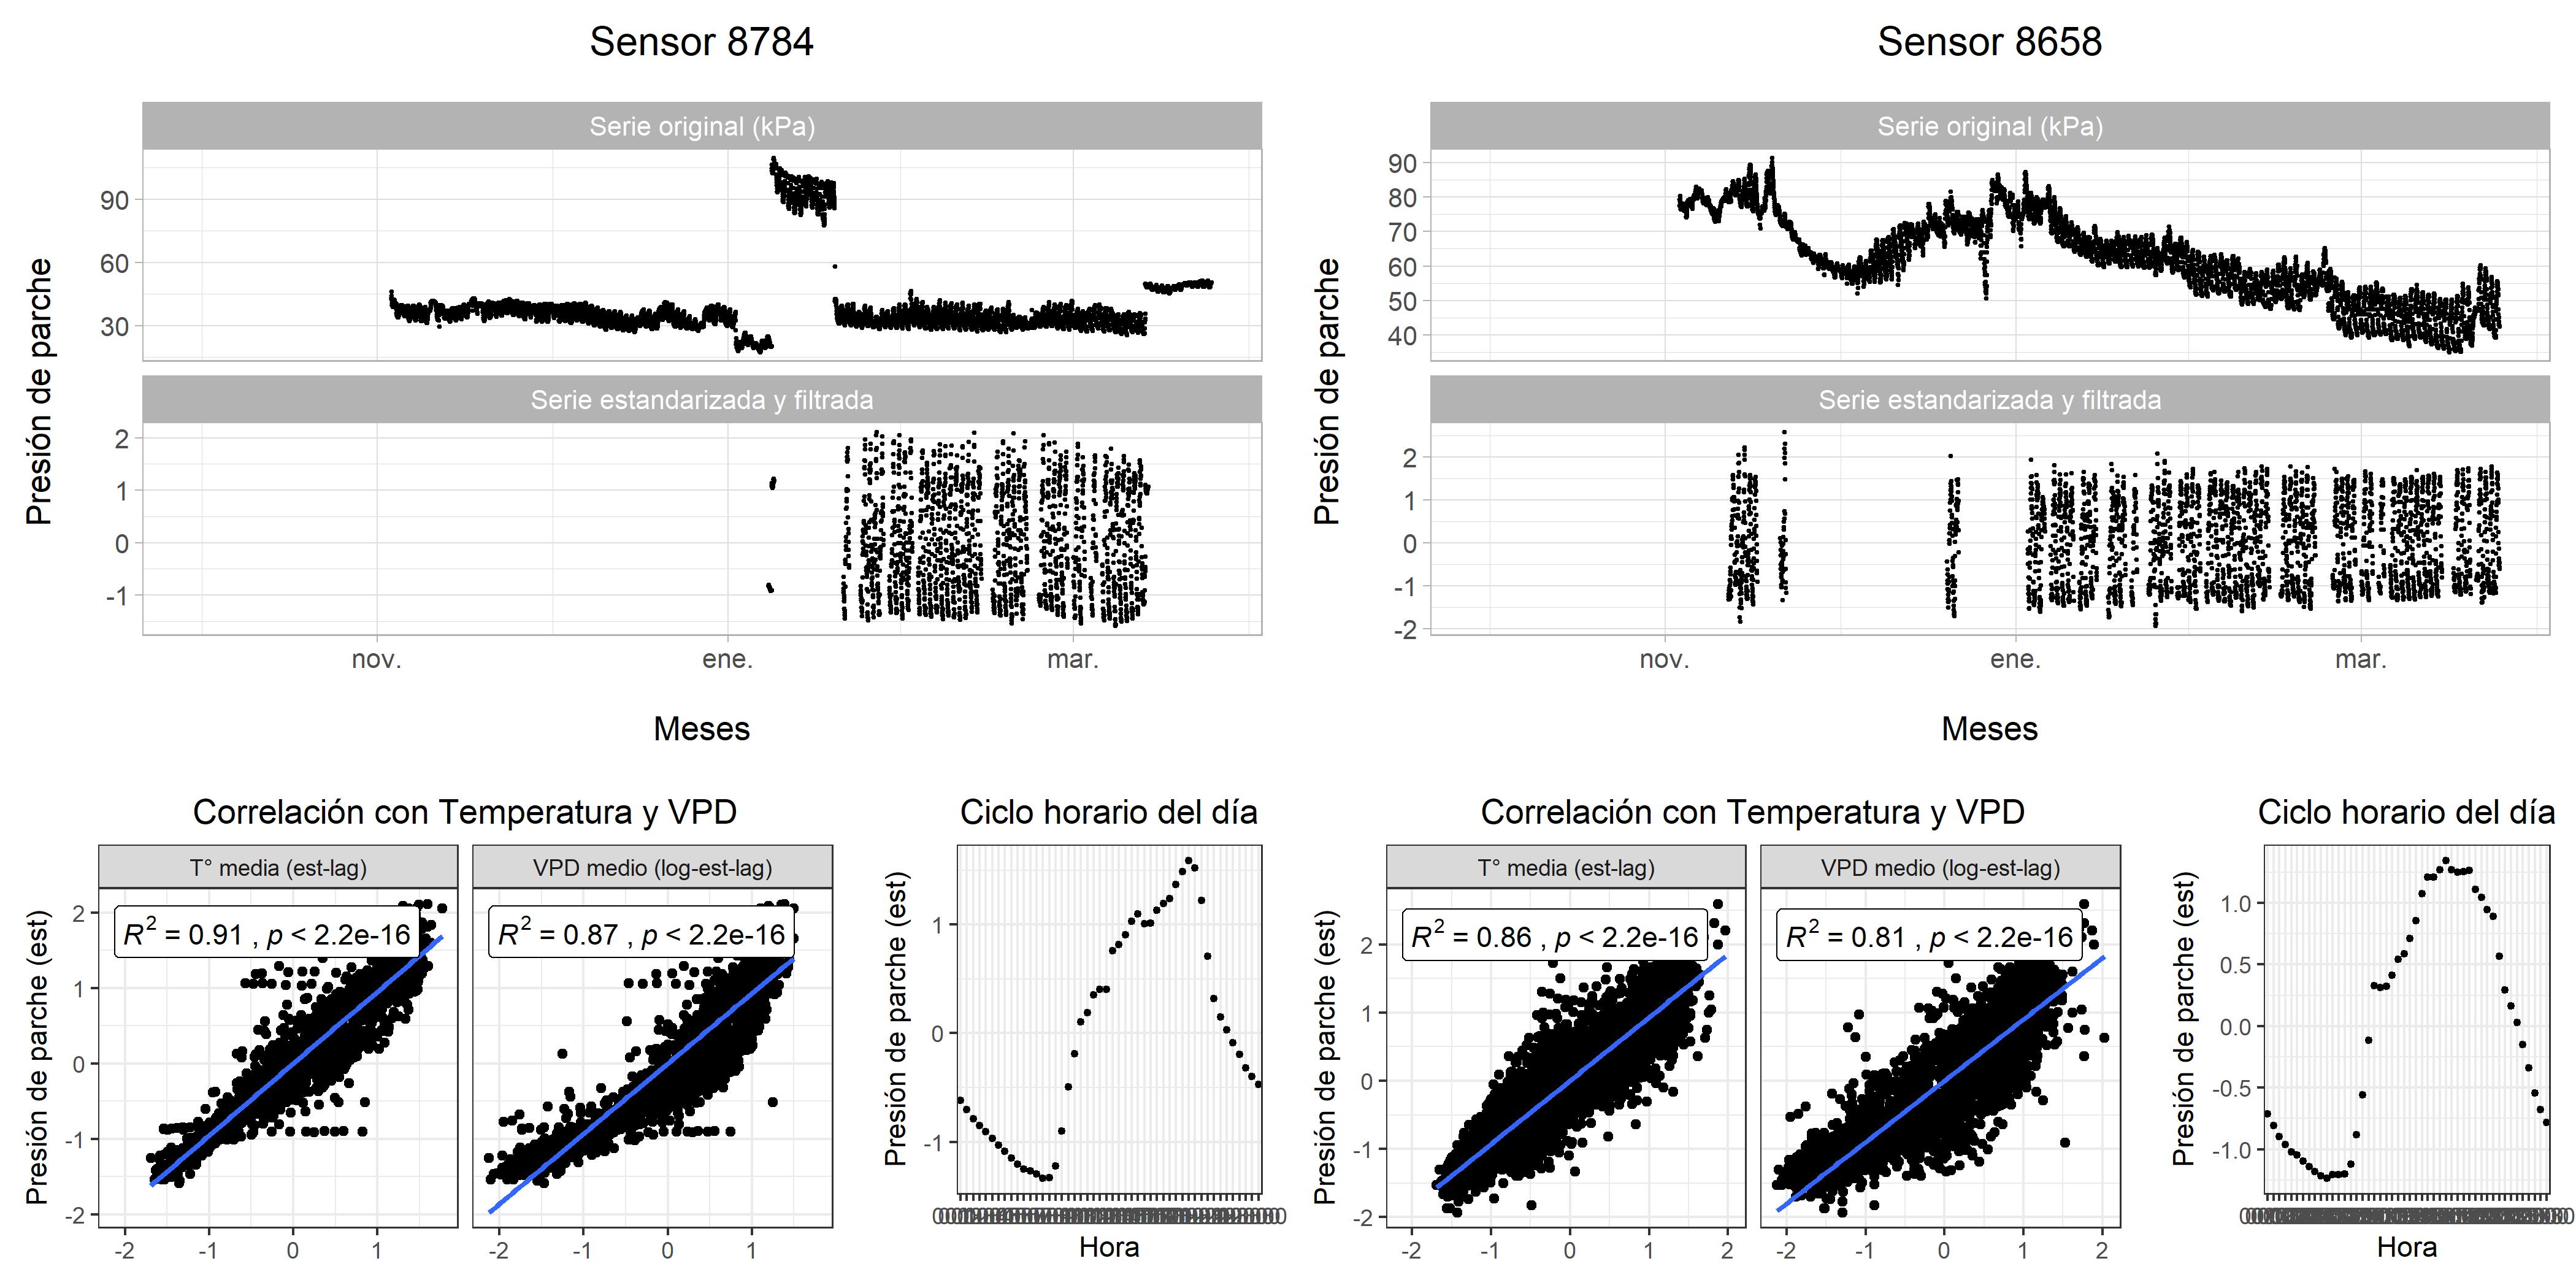 Sensor 8784
Serie original (kPa)
90
60
30
Serie estandarizada y filtrada
2
1
0
-1
Presión de parche
nov.
ene.
mar.
Meses
Correlación con Temperatura y VPD
T° media (est-lag)
VPD medio (log-est-lag)
R² = 0.91 , p < 2.2e-16
R² = 0.87 , p < 2.2e-16
Presión de parche (est)
2
1
0
-1
-2
-2 -1 0 1
-2 -1 0 1
Ciclo horario del día
Presión de parche (est)
1
0
-1
Hora
Sensor 8658
Serie original (kPa)
90
80
70
60
50
40
Serie estandarizada y filtrada
2
1
0
-1
-2
Presión de parche
nov.
ene.
mar.
Meses
Correlación con Temperatura y VPD
T° media (est-lag)
VPD medio (log-est-lag)
R² = 0.86 , p < 2.2e-16
R² = 0.81 , p < 2.2e-16
Presión de parche (est)
2
1
0
-1
-2
-2 -1 0 1 2
-2 -1 0 1 2
Ciclo horario del día
Presión de parche (est)
1.0
0.5
0.0
-0.5
-1.0
Hora